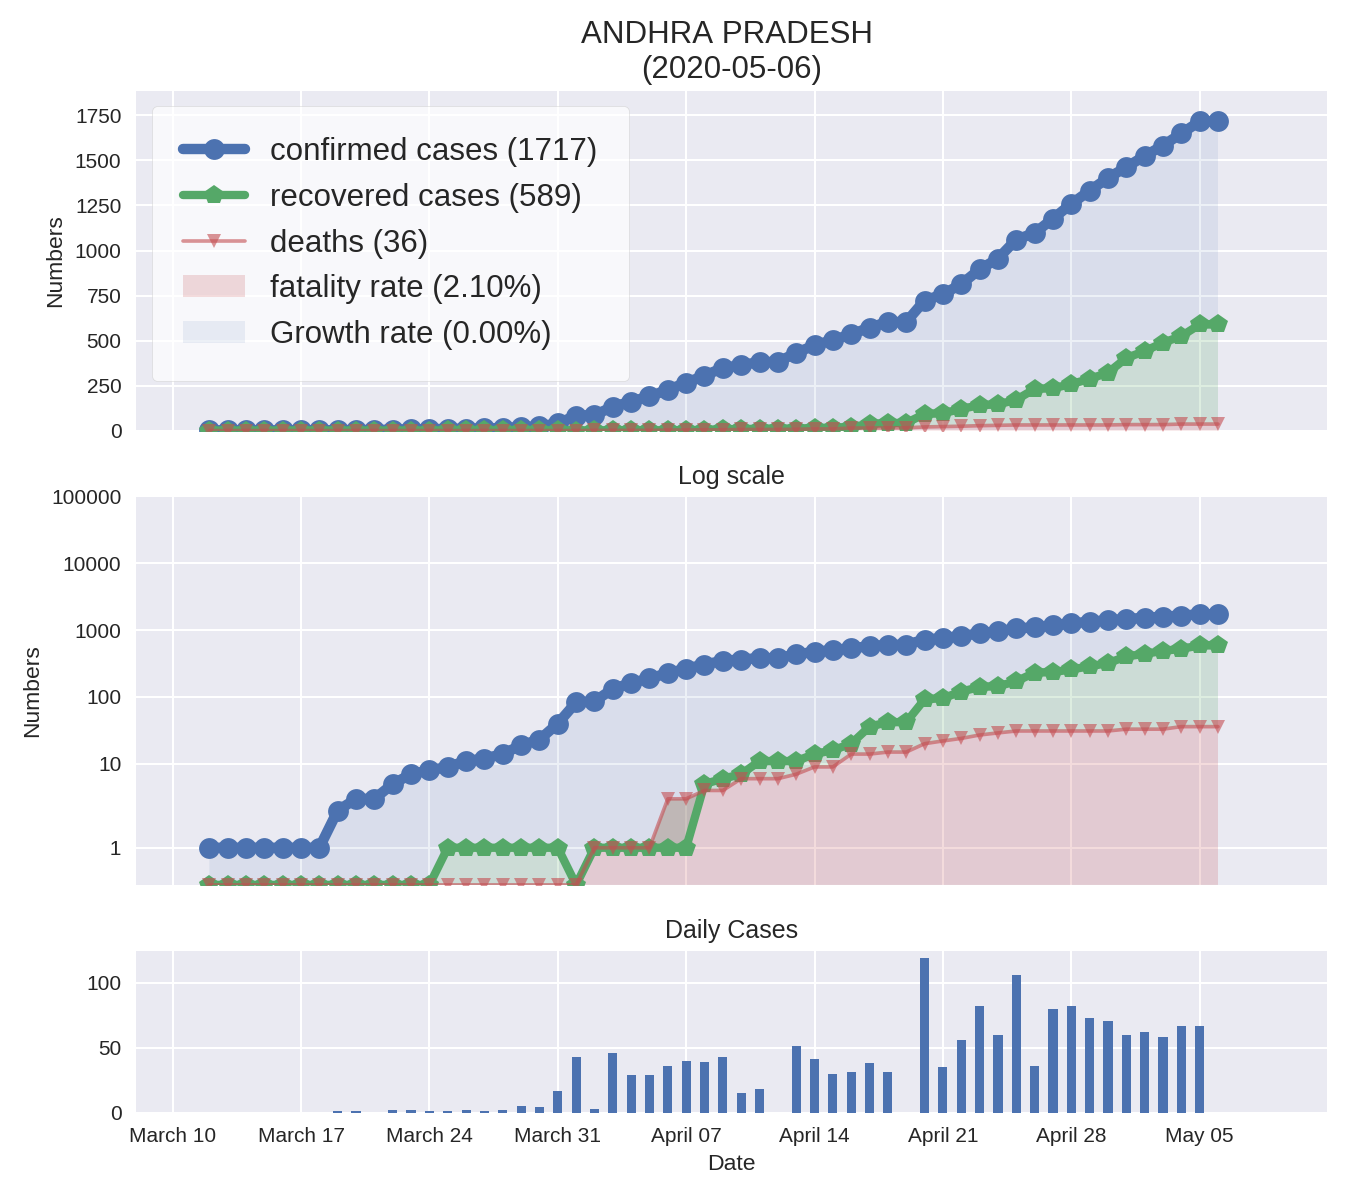 ANDHRA PRADESH
(2020-05-06)
1750
1500
1250
1000
750
500
250
0
Numbers
confirmed cases (1717)
recovered cases (589)
deaths (36)
fatality rate (2.10%)
Growth rate (0.00%)
Log scale
100000
10000
1000
100
10
1
Numbers
Daily Cases
100
50
0
March 10 March 17 March 24 March 31 April 07 April 14 April 21 April 28 May 05
Date